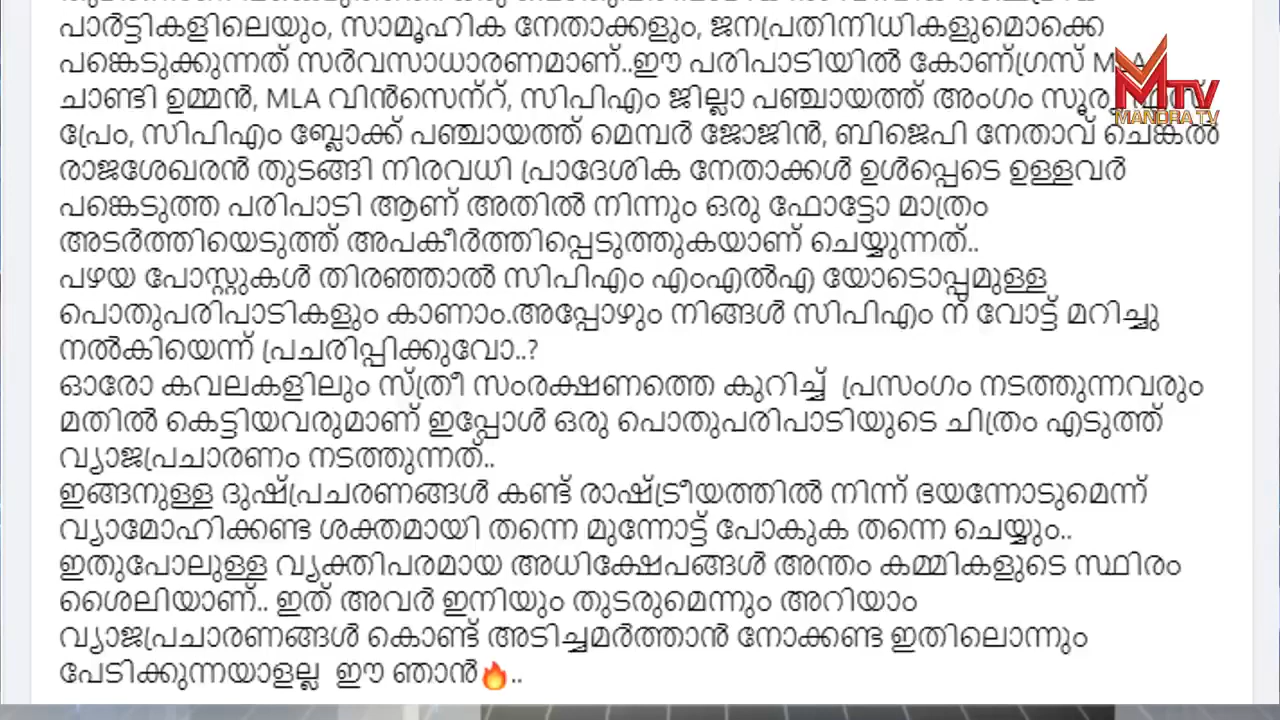 പാർട്ടികളിലെയും, സാമൂഹിക നേതാക്കളും, ജനപ്രതിനിധികളുമൊക്കെ
പങ്കെടുക്കുന്നത് സർവസാധാരണമാണ്..ഈ പരിപാടിയിൽ കോണ്ഗ്രസ് MLA
ചാണ്ടി ഉമ്മൻ, MLA വിൻസെന്റ്, സിപിഎം ജില്ലാ പഞ്ചായത്ത് അംഗം
പ്രേം, സിപിഎം ബ്ലോക്ക് പഞ്ചായത്ത് മെമ്പർ ജോജിൻ, ബിജെപി നേതാവ് ചെങ്കൽ
രാജശേഖരൻ തുടങ്ങി നിരവധി പ്രാദേശിക നേതാക്കൾ ഉൾപ്പെടെ ഉള്ളവർ
പങ്കെടുത്ത പരിപാടി ആണ് അതിൽ നിന്നും ഒരു ഫോട്ടോ മാത്രം
അടർത്തിയെടുത്ത് അപകീർത്തിപ്പെടുത്തുകയാണ് ചെയ്യുന്നത്..
പഴയ പോസ്റ്റുകൾ തിരഞ്ഞാൽ സിപിഎം എംഎൽഎ യോടൊപ്പമുള്ള
പൊതുപരിപാടികളും കാണാം.അപ്പോഴും നിങ്ങൾ സിപിഎം ന് വോട്ട് മറിച്ചു
നൽകിയെന്ന് പ്രചരിപ്പിക്കുവോ..?
ഓരോ കവലകളിലും സ്ത്രീ സംരക്ഷണത്തെ കുറിച്ച്  പ്രസംഗം നടത്തുന്നവരും
മതിൽ കെട്ടിയവരുമാണ് ഇപ്പോൾ ഒരു പൊതുപരിപാടിയുടെ ചിത്രം എടുത്ത്
വ്യാജപ്രചാരണം നടത്തുന്നത്..
ഇങ്ങനുള്ള ദുഷ്പ്രചരണങ്ങൾ കണ്ട് രാഷ്ട്രീയത്തിൽ നിന്ന് ഭയന്നോടുമെന്ന്
വ്യാമോഹിക്കണ്ട ശക്തമായി തന്നെ മുന്നോട്ട് പോകുക തന്നെ ചെയ്യും..
ഇതുപോലുള്ള വ്യക്തിപരമായ അധിക്ഷേപങ്ങൾ അന്തം കമ്മികളുടെ സ്ഥിരം
ശൈലിയാണ്.. ഇത് അവർ ഇനിയും തുടരുമെന്നും അറിയാം
വ്യാജപ്രചാരണങ്ങൾ കൊണ്ട് അടിച്ചമർത്താൻ നോക്കണ്ട ഇതിലൊന്നും
പേടിക്കുന്നയാളല്ല  ഈ ഞാൻ🔥..
MTV
MANORA TV